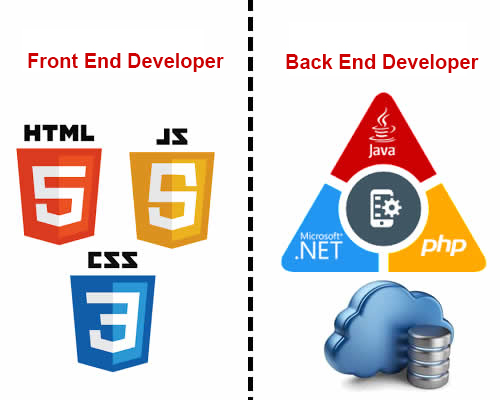 Front End Developer
HTML
5
JS
5
CSS
3
Back End Developer
Java
Microsoft®
.NET
php